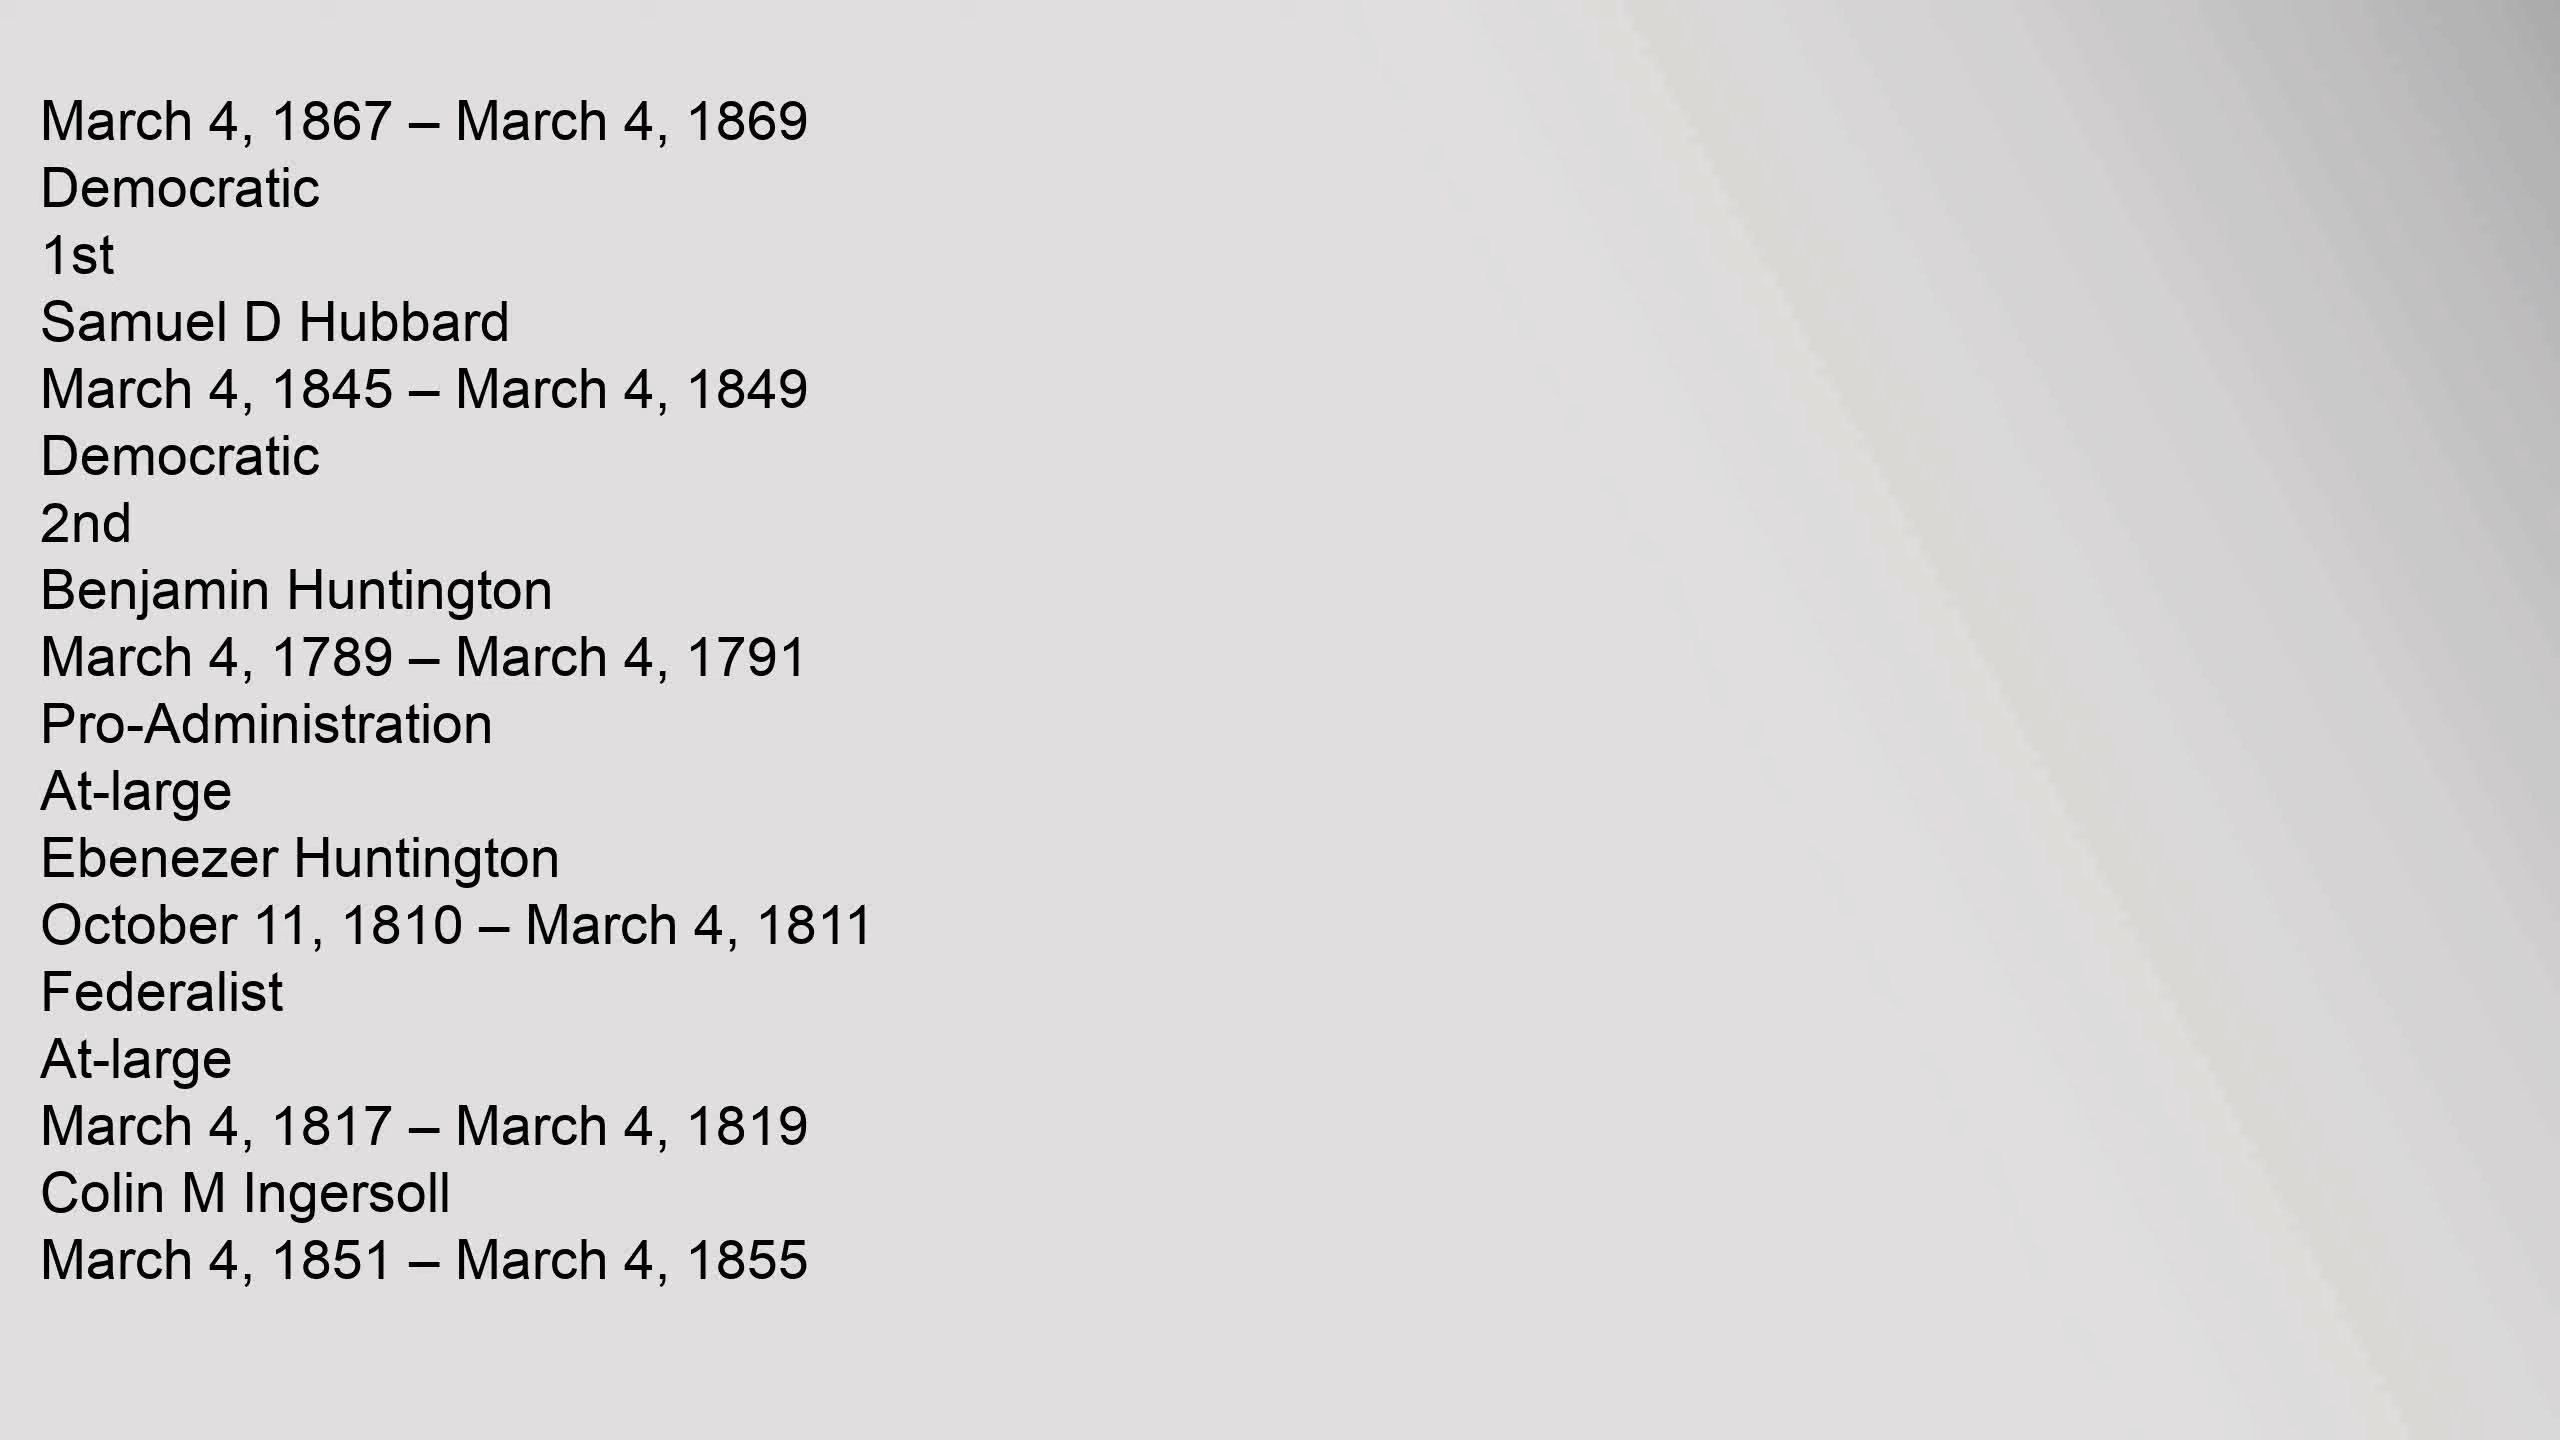 March 4, 1867 – March 4, 1869
Democratic
1st
Samuel D Hubbard
March 4, 1845 – March 4, 1849
Democratic
2nd
Benjamin Huntington
March 4, 1789 – March 4, 1791
Pro-Administration
At-large
Ebenezer Huntington
October 11, 1810 – March 4, 1811
Federalist
At-large
March 4, 1817 – March 4, 1819
Colin M Ingersoll
March 4, 1851 – March 4, 1855